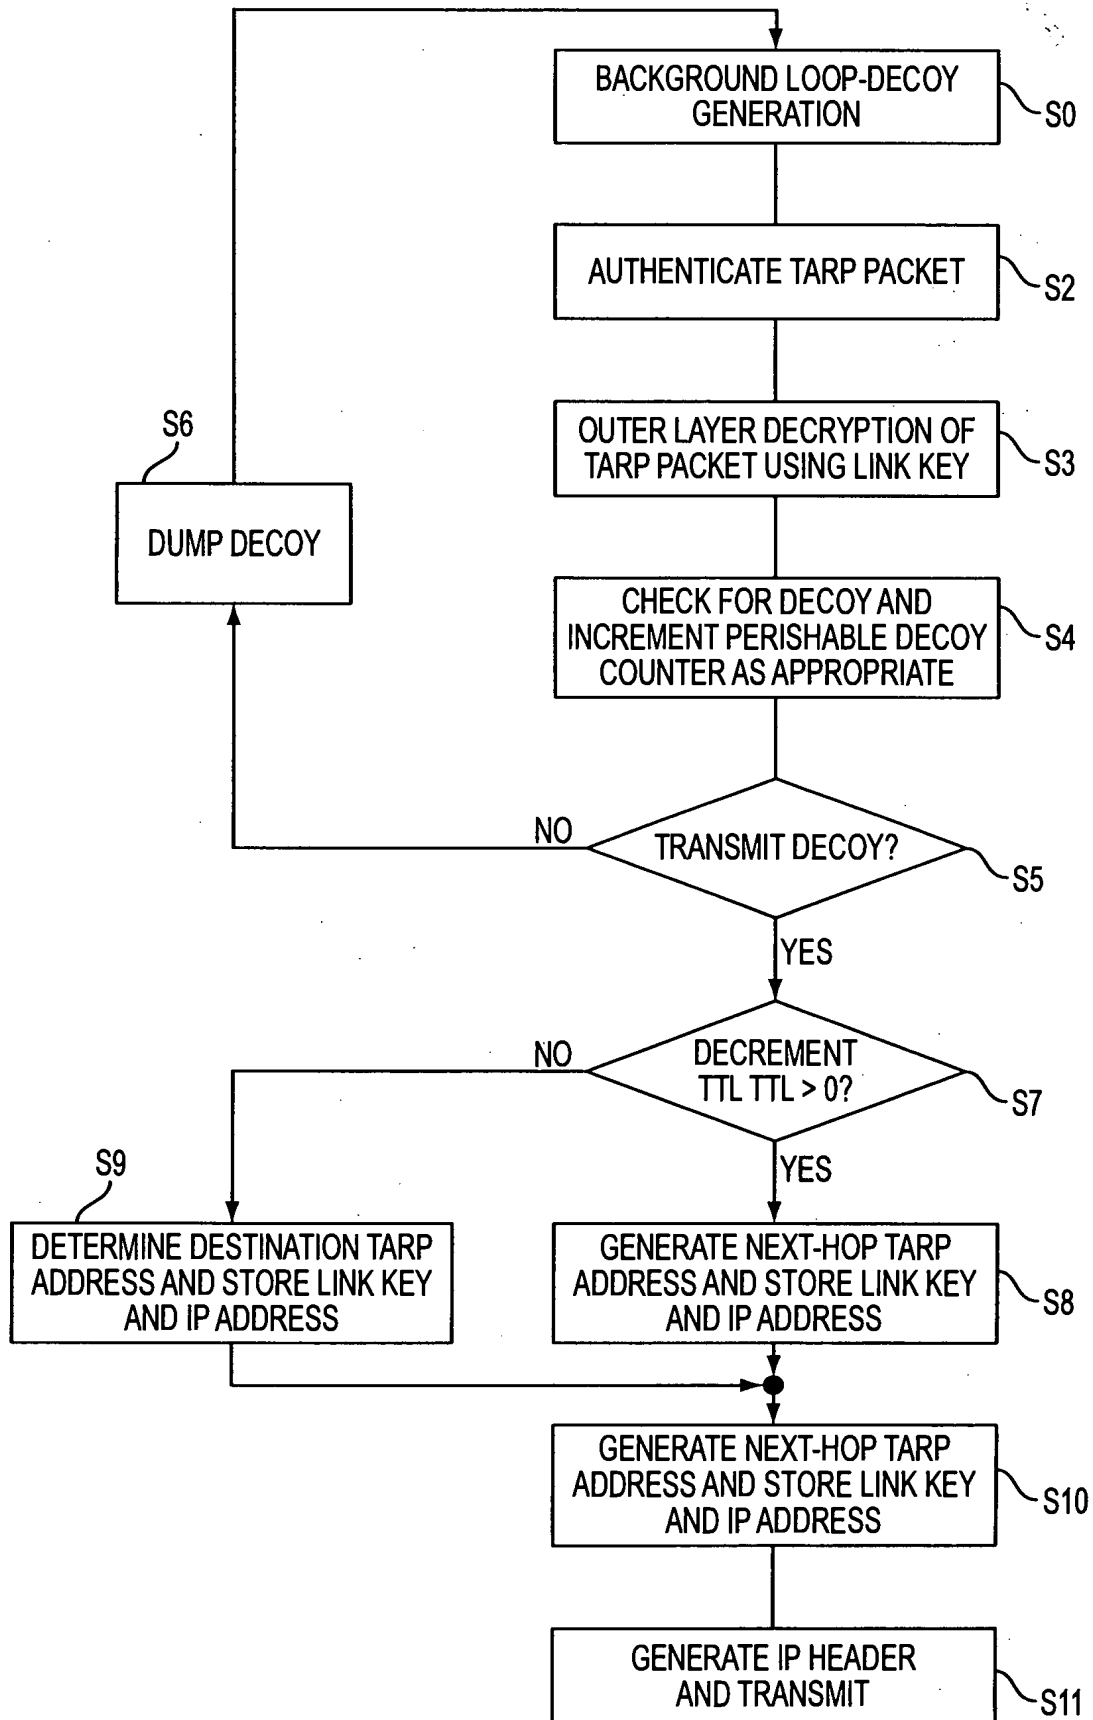 BACKGROUND LOOP-DECOY
GENERATION
S0
AUTHENTICATE TARP PACKET
S2
OUTER LAYER DECRYPTION OF
TARP PACKET USING LINK KEY
S3
S6
DUMP DECOY
CHECK FOR DECOY AND
INCREMENT PERISHABLE DECOY
COUNTER AS APPROPRIATE
S4
NO
TRANSMIT DECOY?
S5
YES
NO
DECREMENT
TTL TTL > 0?
S7
YES
S9
DETERMINE DESTINATION TARP
ADDRESS AND STORE LINK KEY
AND IP ADDRESS
GENERATE NEXT-HOP TARP
ADDRESS AND STORE LINK KEY
AND IP ADDRESS
S8
GENERATE NEXT-HOP TARP
ADDRESS AND STORE LINK KEY
AND IP ADDRESS
S10
GENERATE IP HEADER
AND TRANSMIT
S11